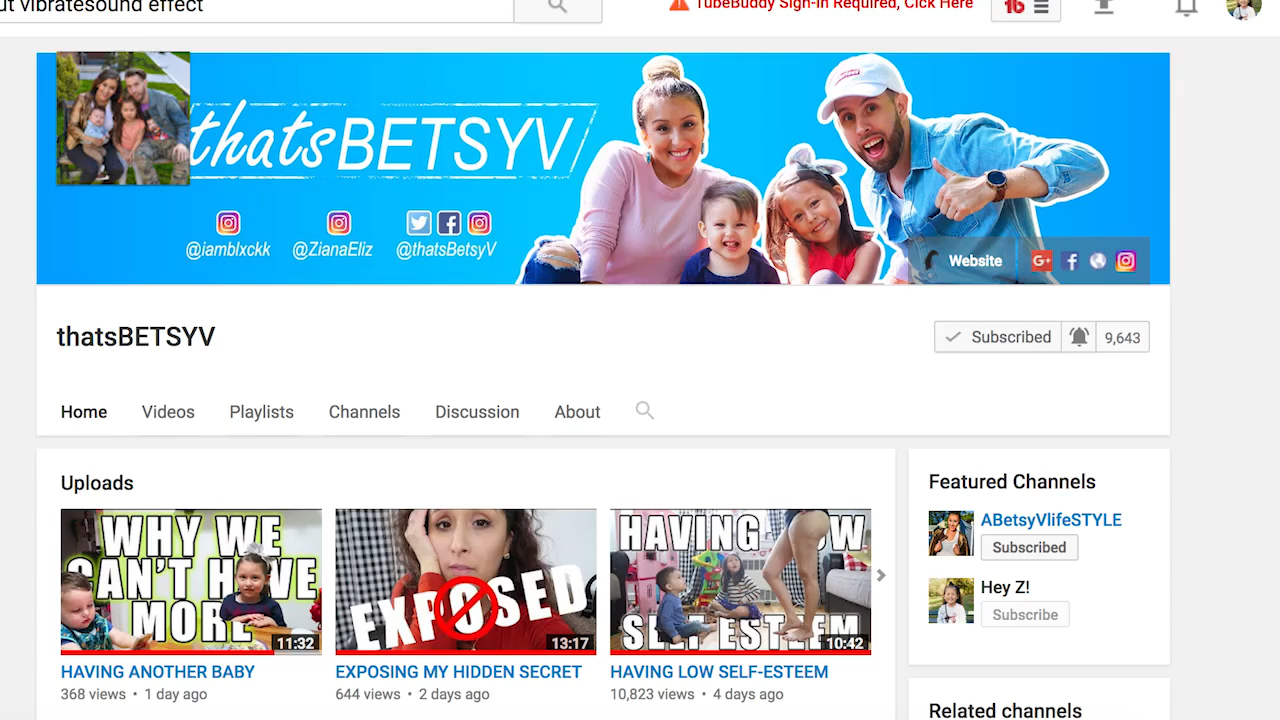 ut vibratesound effect
TubeBuddy Sign-In Required, Click Here
thatsBETSYV
@iamblxckk @ZianaEliz @thatsBetsyV
Website
thatsBETSYV
Subscribed 9,643
Home Videos Playlists Channels Discussion About
Uploads
WHY WE
CAN'T HAVE
MORE
11:32
EXPOSED
13:17
HAVING LOW
SELF ESTEEM
10:42
HAVING ANOTHER BABY
368 views • 1 day ago
EXPOSING MY HIDDEN SECRET
644 views • 2 days ago
HAVING LOW SELF-ESTEEM
10,823 views • 4 days ago
Featured Channels
ABetsyVlifeSTYLE
Subscribed
Hey Z!
Subscribe
Related channels